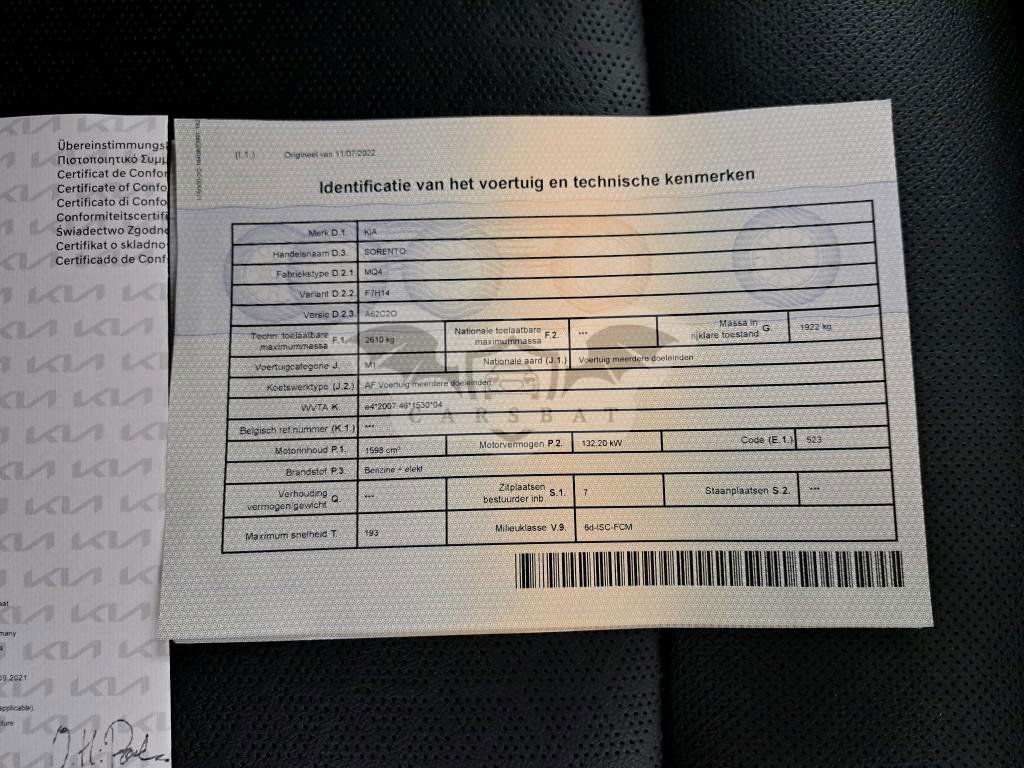 Übereinstimmungs
Πιστοποιητικό Συμμ
Certificat de Confor
Certificate of Confo
Certificato di Confo
Conformiteitscertifi
Świadectwo Zgodno
Certifikat o skladno
Certificado de Conf
09.2021
applicable).
(I.1.) Origineel van 11/07/2022
Identificatie van het voertuig en technische kenmerken
Merk D.1. KIA
Handelsnaam D.3. SORENTO
Fabriekstype D.2.1. MQ4
Variant D.2.2. F7H14
Versie D.2.3. A62C2O
Techn. toelaatbare maximummassa F.1. 2610 kg Nationale toelaatbare maximummassa F.2. *** Massa in rijklare toestand G. 1922 kg
Voertuigcategorie J. M1 Nationale aard (J.1.) Voertuig meerdere doeleinden
Koetswerktype (J.2.) AF Voertuig meerdere doeleinden
WVTA K. e4*2007/46*1530*04
CARSBAT
Belgisch ref.nummer (K.1.) ***
Motorinhoud P.1. 1598 cm³ Motorvermogen P.2. 132,20 kW Code (E.1.) 523
Brandstof P.3. Benzine + elekt
Verhouding vermogen/gewicht Q. *** Zitplaatsen bestuurder inb. S.1. 7 Staanplaatsen S.2. ***
Maximum snelheid T. 193 Milieuklasse V.9. 6d-ISC-FCM